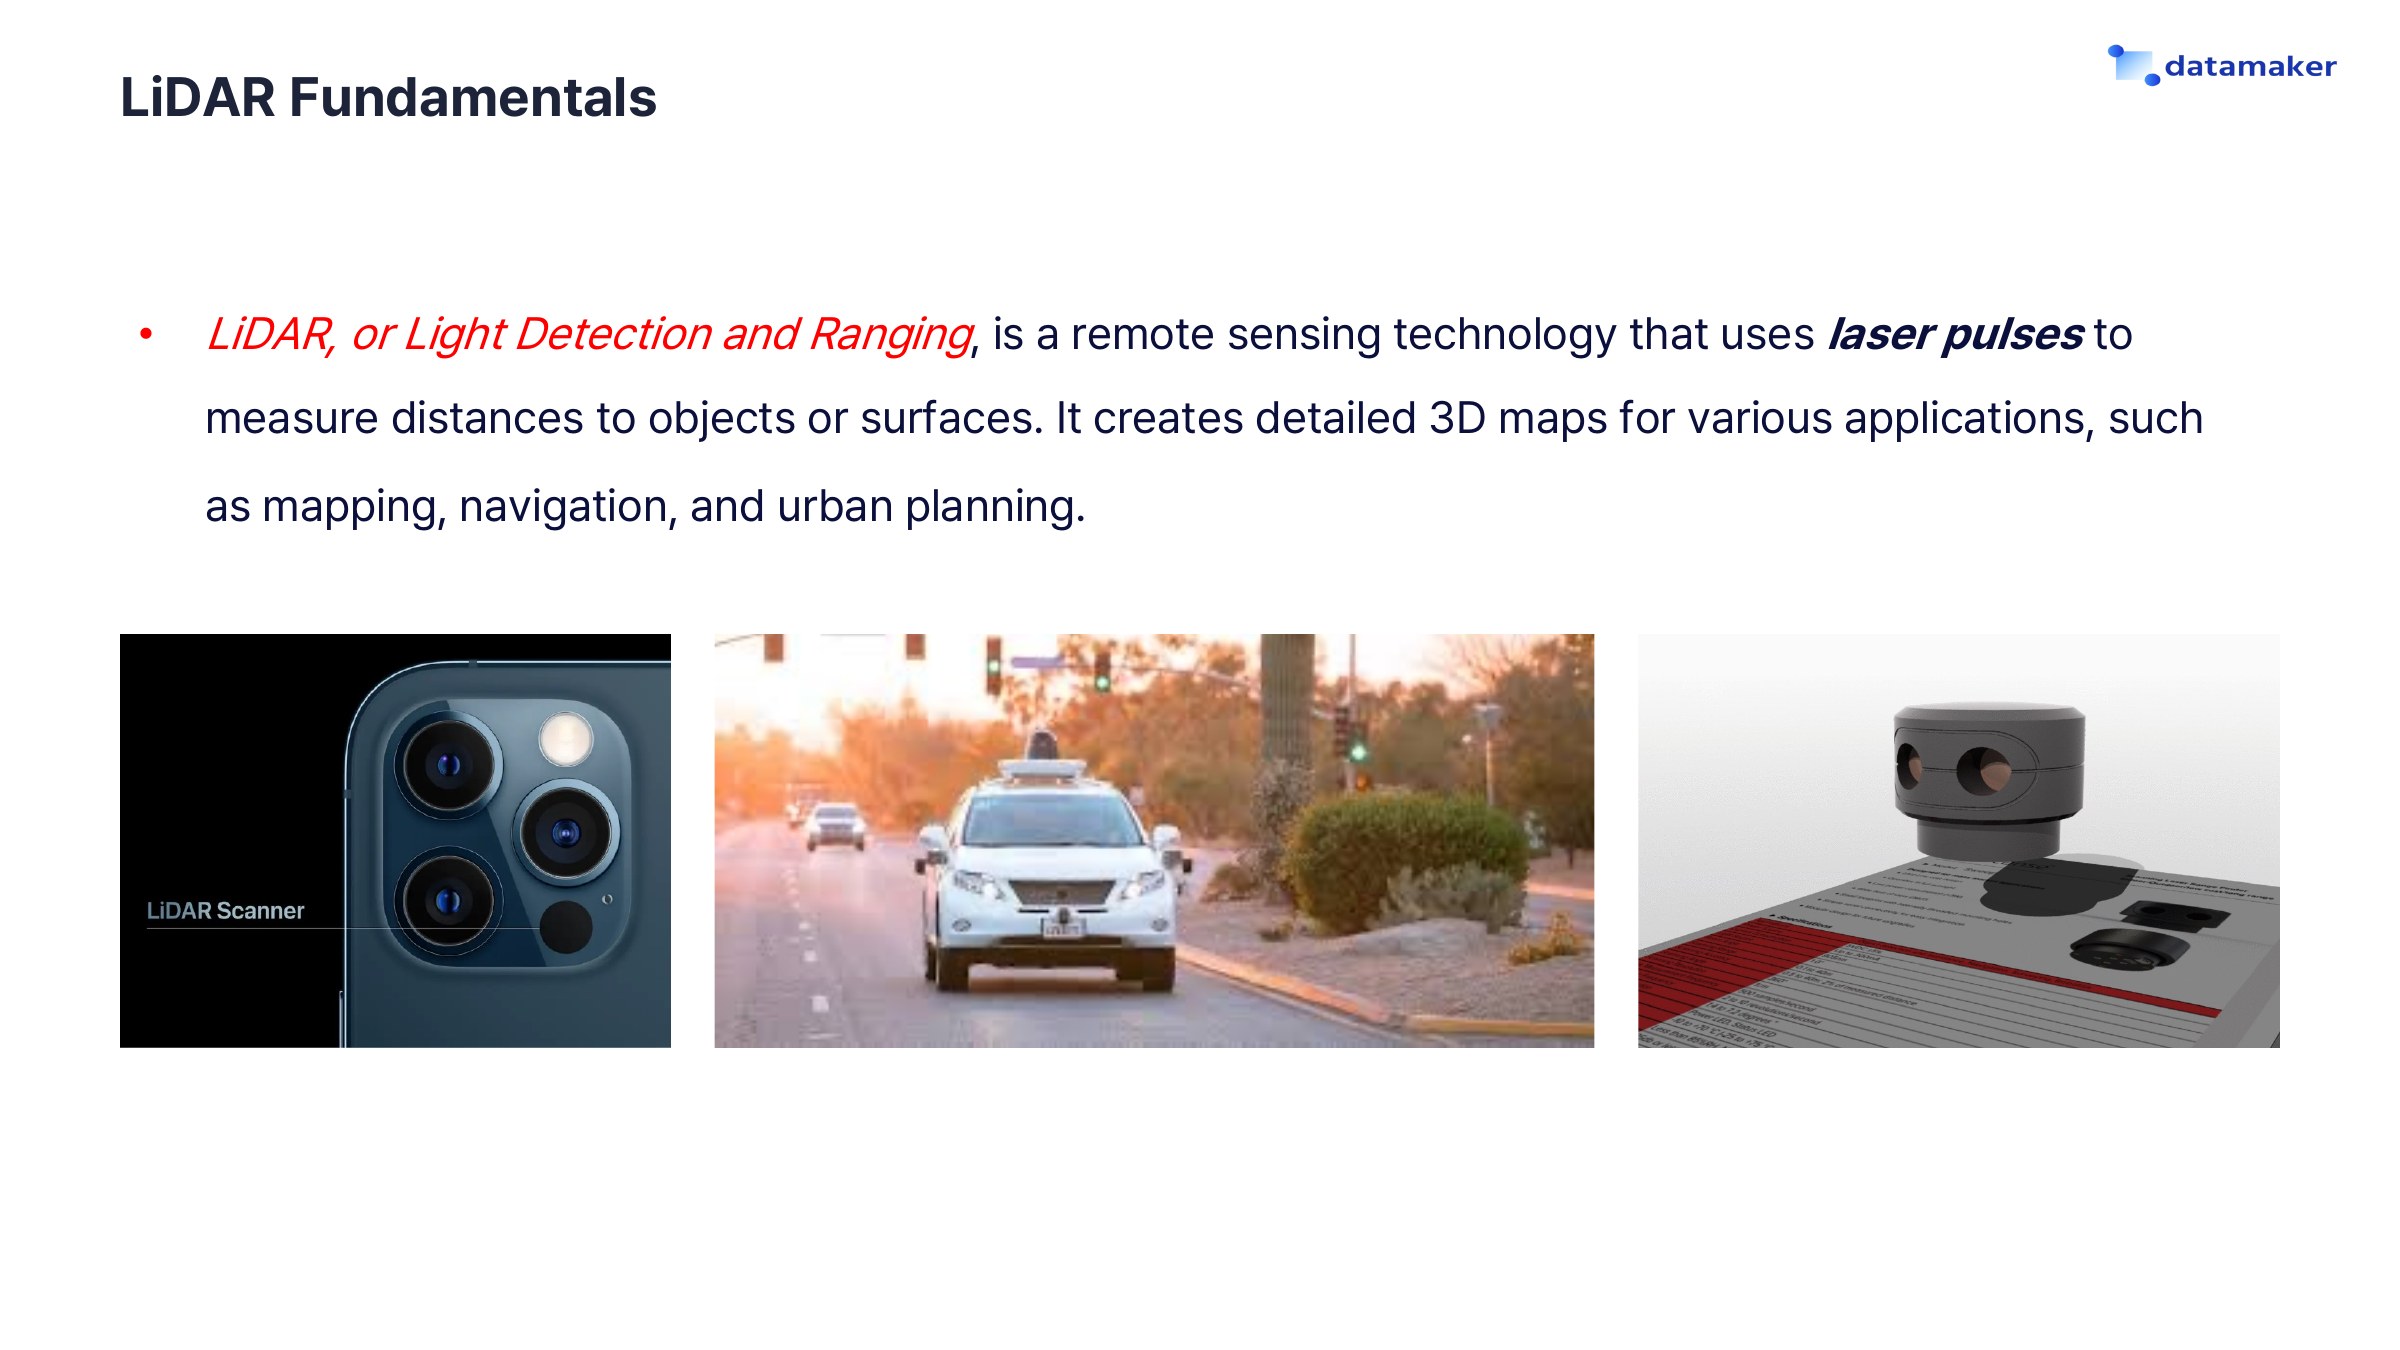 LiDAR Fundamentals
datamaker
• LiDAR, or Light Detection and Ranging, is a remote sensing technology that uses laser pulses to
measure distances to objects or surfaces. It creates detailed 3D maps for various applications, such
as mapping, navigation, and urban planning.
LiDAR Scanner
Specification